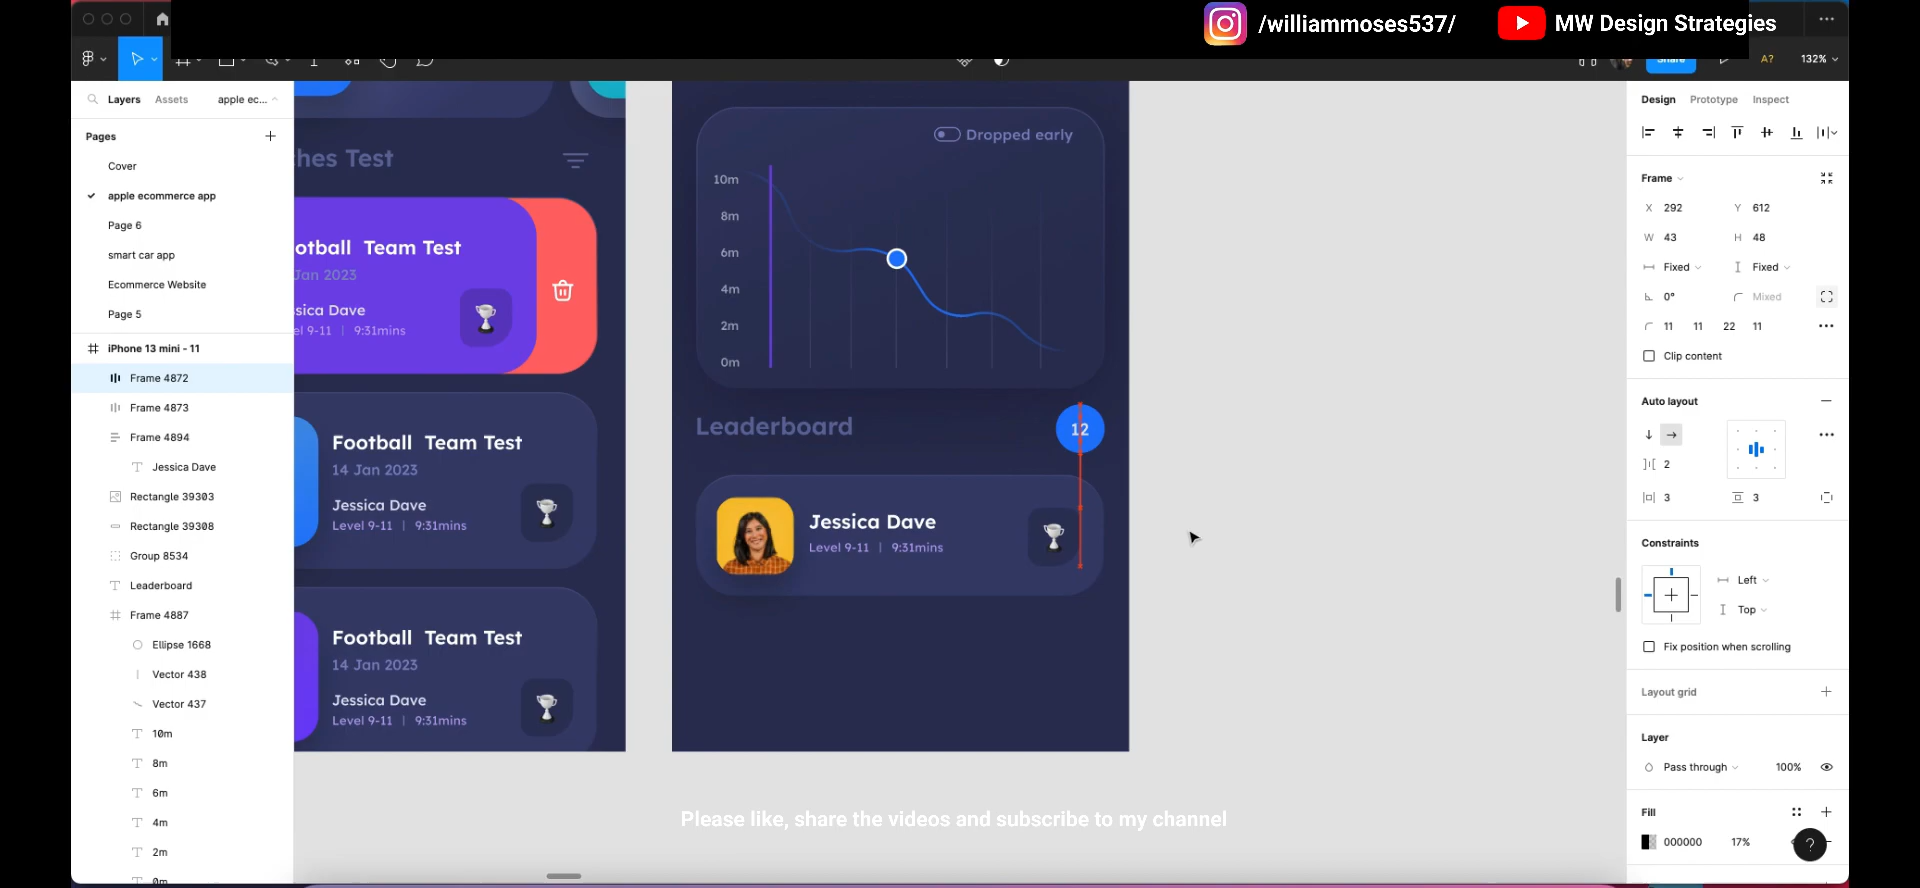 /williammoses537/
MW Design Strategies
Share
A?
132%
Layers
Assets
apple ec...
Pages
Cover
apple ecommerce app
Page 6
smart car app
Ecommerce Website
Page 5
iPhone 13 mini - 11
Frame 4872
Frame 4873
Frame 4894
Jessica Dave
Rectangle 39303
Rectangle 39308
Group 8534
Leaderboard
Frame 4887
Ellipse 1668
Vector 438
Vector 437
10m
8m
6m
4m
2m
0m
hes Test
otball Team Test
Jan 2023
sica Dave
el 9-11 | 9:31mins
Football Team Test
14 Jan 2023
Jessica Dave
Level 9-11 | 9:31mins
Football Team Test
14 Jan 2023
Jessica Dave
Level 9-11 | 9:31mins
Dropped early
10m
8m
6m
4m
2m
0m
Leaderboard
12
Jessica Dave
Level 9-11 | 9:31mins
Please like, share the videos and subscribe to my channel
Design
Prototype
Inspect
Frame
X 292
Y 612
W 43
H 48
Fixed
Fixed
0°
Mixed
11
11
22
11
Clip content
Auto layout
2
3
3
Constraints
Left
Top
Fix position when scrolling
Layout grid
Layer
Pass through
100%
Fill
000000
17%
?